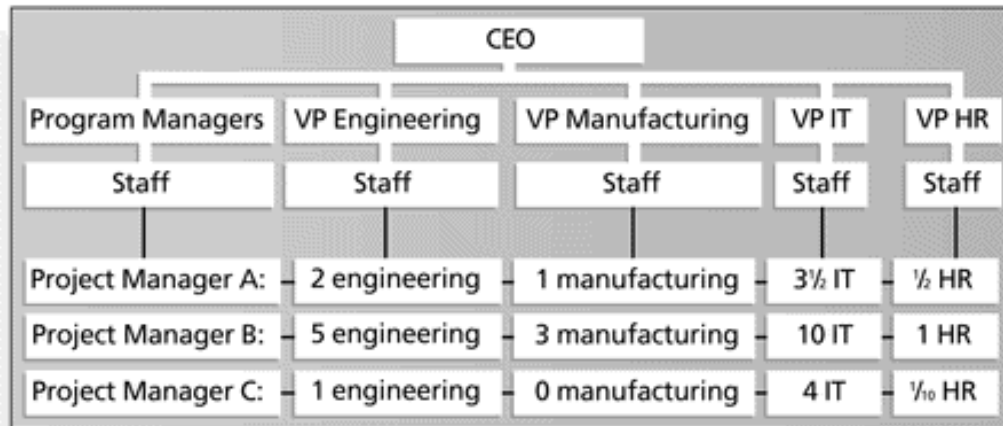 CEO
Program Managers VP Engineering VP Manufacturing VP IT VP HR
Staff Staff Staff Staff Staff
Project Manager A: 2 engineering 1 manufacturing 3½ IT ½ HR
Project Manager B: 5 engineering 3 manufacturing 10 IT 1 HR
Project Manager C: 1 engineering 0 manufacturing 4 IT ⅒ HR